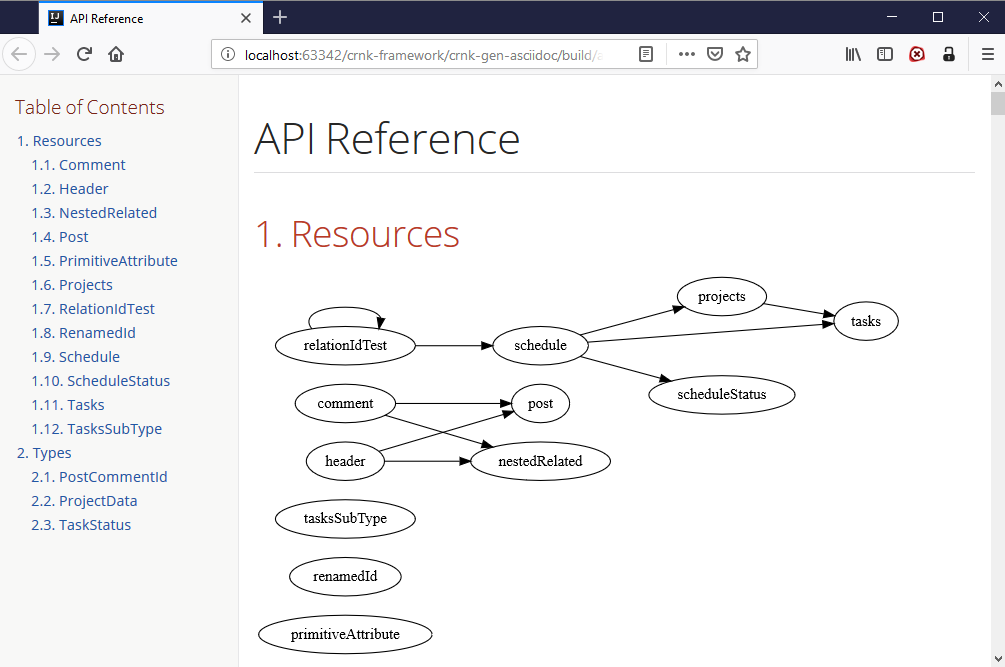 API Reference
localhost:63342/crnk-framework/crnk-gen-asciidoc/build/
Table of Contents
1. Resources
1.1. Comment
1.2. Header
1.3. NestedRelated
1.4. Post
1.5. PrimitiveAttribute
1.6. Projects
1.7. RelationIdTest
1.8. RenamedId
1.9. Schedule
1.10. ScheduleStatus
1.11. Tasks
1.12. TasksSubType
2. Types
2.1. PostCommentId
2.2. ProjectData
2.3. TaskStatus
API Reference
1. Resources
projects
tasks
relationIdTest
schedule
scheduleStatus
comment
post
header
nestedRelated
tasksSubType
renamedId
primitiveAttribute